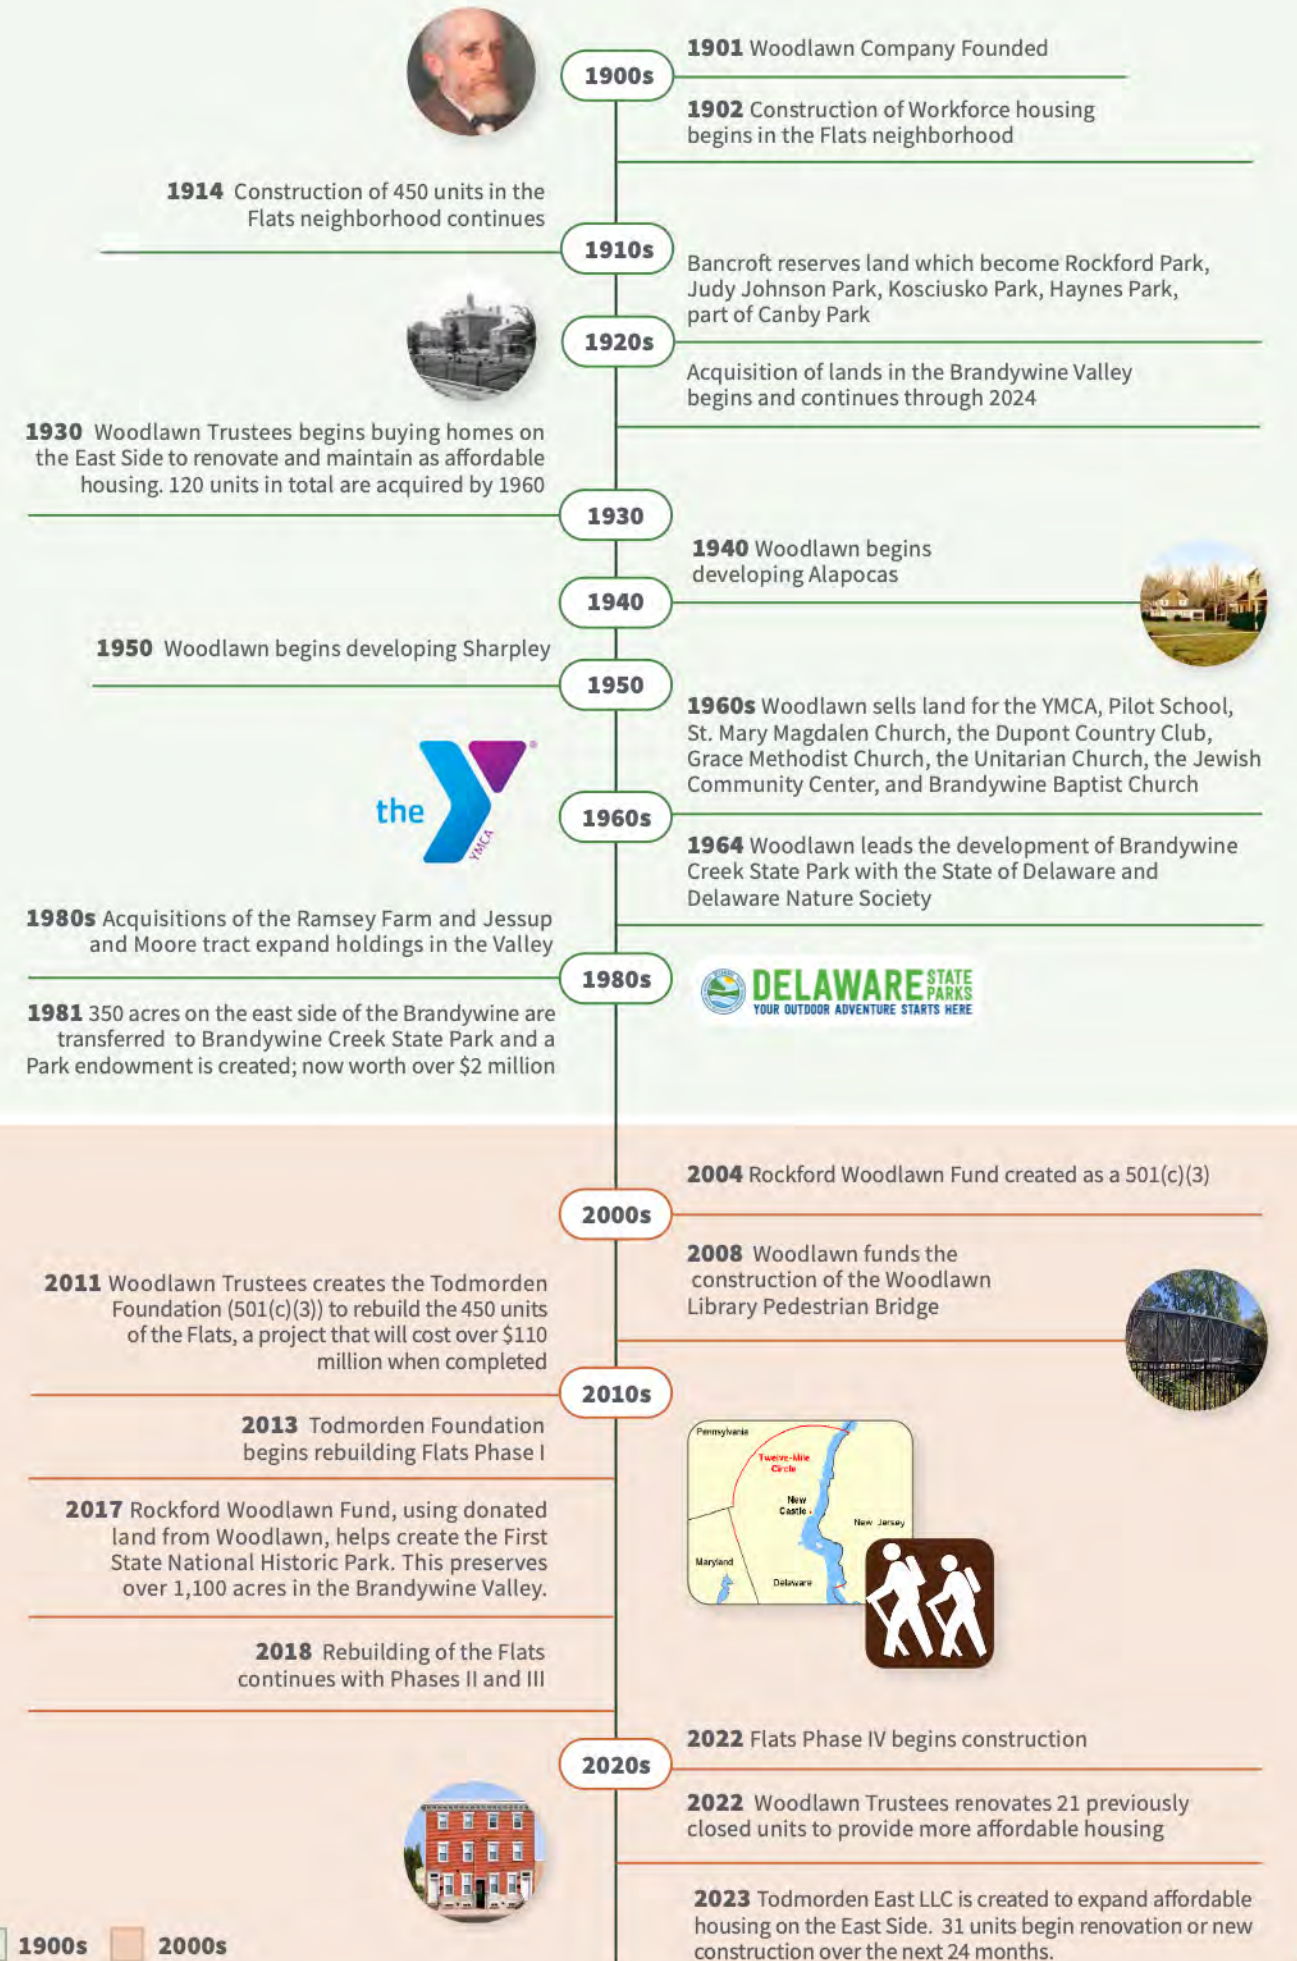 1900s
1901 Woodlawn Company Founded
1902 Construction of Workforce housing
begins in the Flats neighborhood
1914 Construction of 450 units in the
Flats neighborhood continues
1910s
Bancroft reserves land which become Rockford Park,
Judy Johnson Park, Kosciusko Park, Haynes Park,
part of Canby Park
1920s
Acquisition of lands in the Brandywine Valley
begins and continues through 2024
1930 Woodlawn Trustees begins buying homes on
the East Side to renovate and maintain as affordable
housing. 120 units in total are acquired by 1960
1930
1940 Woodlawn begins
developing Alapocas
1940
1950 Woodlawn begins developing Sharpley
1950
1960s Woodlawn sells land for the YMCA, Pilot School,
St. Mary Magdalen Church, the Dupont Country Club,
Grace Methodist Church, the Unitarian Church, the Jewish
Community Center, and Brandywine Baptist Church
the
YMCA
®
1960s
1964 Woodlawn leads the development of Brandywine
Creek State Park with the State of Delaware and
Delaware Nature Society
1980s Acquisitions of the Ramsey Farm and Jessup
and Moore tract expand holdings in the Valley
1980s
DELAWARE STATE PARKS
YOUR OUTDOOR ADVENTURE STARTS HERE
1981 350 acres on the east side of the Brandywine are
transferred to Brandywine Creek State Park and a
Park endowment is created; now worth over $2 million
2004 Rockford Woodlawn Fund created as a 501(c)(3)
2000s
2008 Woodlawn funds the
construction of the Woodlawn
Library Pedestrian Bridge
2011 Woodlawn Trustees creates the Todmorden
Foundation (501(c)(3)) to rebuild the 450 units
of the Flats, a project that will cost over $110
million when completed
2010s
2013 Todmorden Foundation
begins rebuilding Flats Phase I
Pennsylvania
Twelve-Mile
Circle
New
Castle
New Jersey
Maryland
Delaware
2017 Rockford Woodlawn Fund, using donated
land from Woodlawn, helps create the First
State National Historic Park. This preserves
over 1,100 acres in the Brandywine Valley.
2018 Rebuilding of the Flats
continues with Phases II and III
2022 Flats Phase IV begins construction
2020s
2022 Woodlawn Trustees renovates 21 previously
closed units to provide more affordable housing
2023 Todmorden East LLC is created to expand affordable
housing on the East Side. 31 units begin renovation or new
construction over the next 24 months.
1900s
2000s